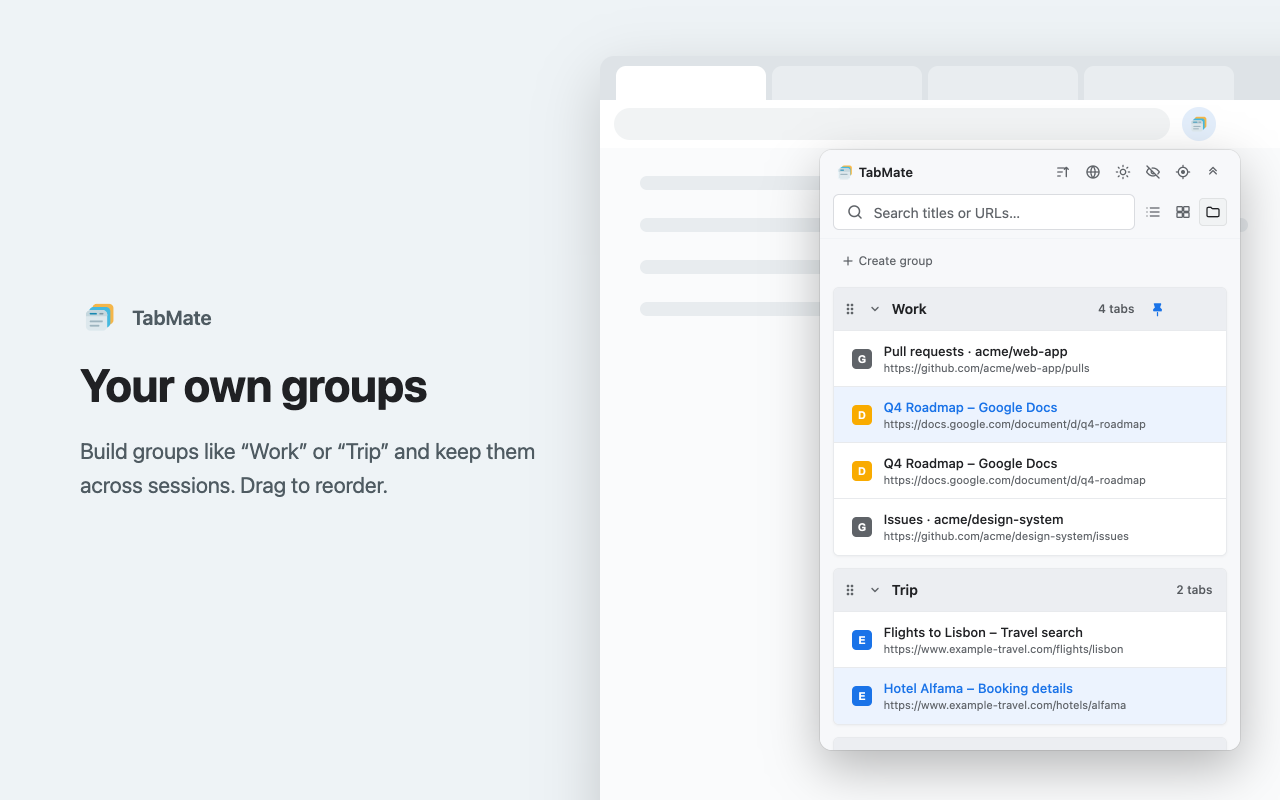 TabMate
Your own groups
Build groups like “Work” or “Trip” and keep them
across sessions. Drag to reorder.
TabMate
Search titles or URLs...
Create group
Work
4 tabs
G
Pull requests · acme/web-app
https://github.com/acme/web-app/pulls
D
Q4 Roadmap – Google Docs
https://docs.google.com/document/d/q4-roadmap
D
Q4 Roadmap – Google Docs
https://docs.google.com/document/d/q4-roadmap
G
Issues · acme/design-system
https://github.com/acme/design-system/issues
Trip
2 tabs
E
Flights to Lisbon – Travel search
https://www.example-travel.com/flights/lisbon
E
Hotel Alfama – Booking details
https://www.example-travel.com/hotels/alfama